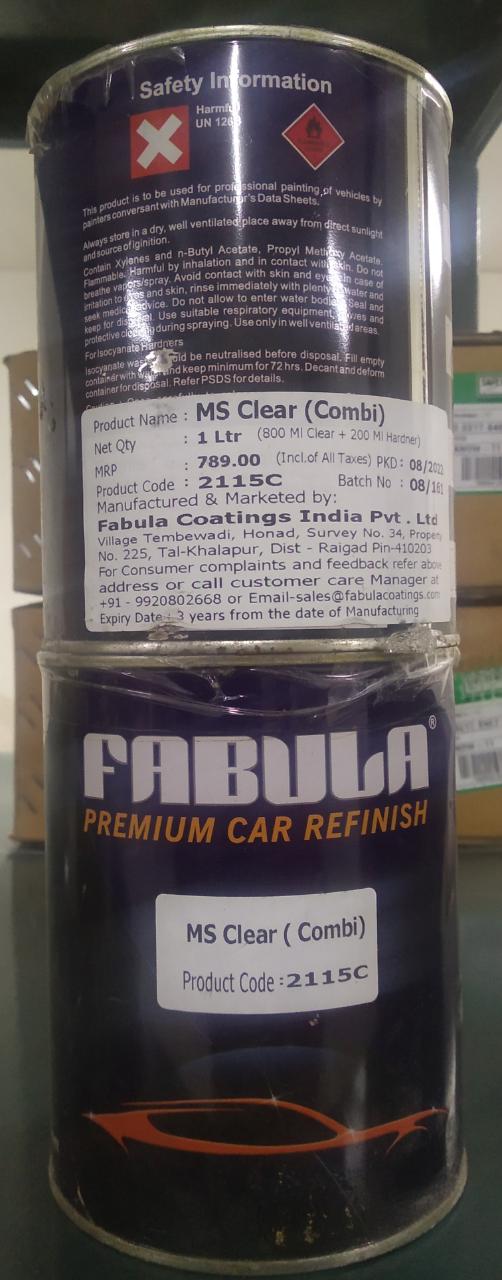 Safety Information
Harmful
UN 1263
This product is to be used for professional painting of vehicles by
painters conversant with Manufacturer's Data Sheets.
Always store in a dry, well ventilated place away from direct sunlight
and source of iginition.
Contain Xylenes and n-Butyl Acetate, Propyl Methoxy Acetate.
Flammable. Harmful by inhalation and in contact with skin. Do not
breathe vapors/spray. Avoid contact with skin and eyes. In case of
irritation to eyes and skin, rinse immediately with plenty of water and
seek medical advice. Do not allow to enter water bodies. Seal and
keep for disposal. Use suitable respiratory equipment, gloves and
protective clothing during spraying. Use only in well ventilated areas.
For Isocyanate Hardners
Isocyanate should be neutralised before disposal. Fill empty
container with and keep minimum for 72 hrs. Decant and deform
container for disposal. Refer PSDS for details.
Product Name : MS Clear (Combi)
Net Qty : 1 Ltr (800 Ml Clear + 200 Ml Hardner)
MRP : 789.00 (Incl.of All Taxes) PKD : 08/2022
Product Code : 2115C Batch No : 08/161
Manufactured & Marketed by:
Fabula Coatings India Pvt . Ltd
Village Tembewadi, Honad, Survey No. 34, Property
No. 225, Tal-Khalapur, Dist - Raigad Pin-410203
For Consumer complaints and feedback refer above
address or call customer care Manager at
+91 - 9920802668 or Email-sales@fabulacoatings.com
Expiry Date : 3 years from the date of Manufacturing
FABULA®
PREMIUM CAR REFINISH
MS Clear ( Combi)
Product Code : 2115C